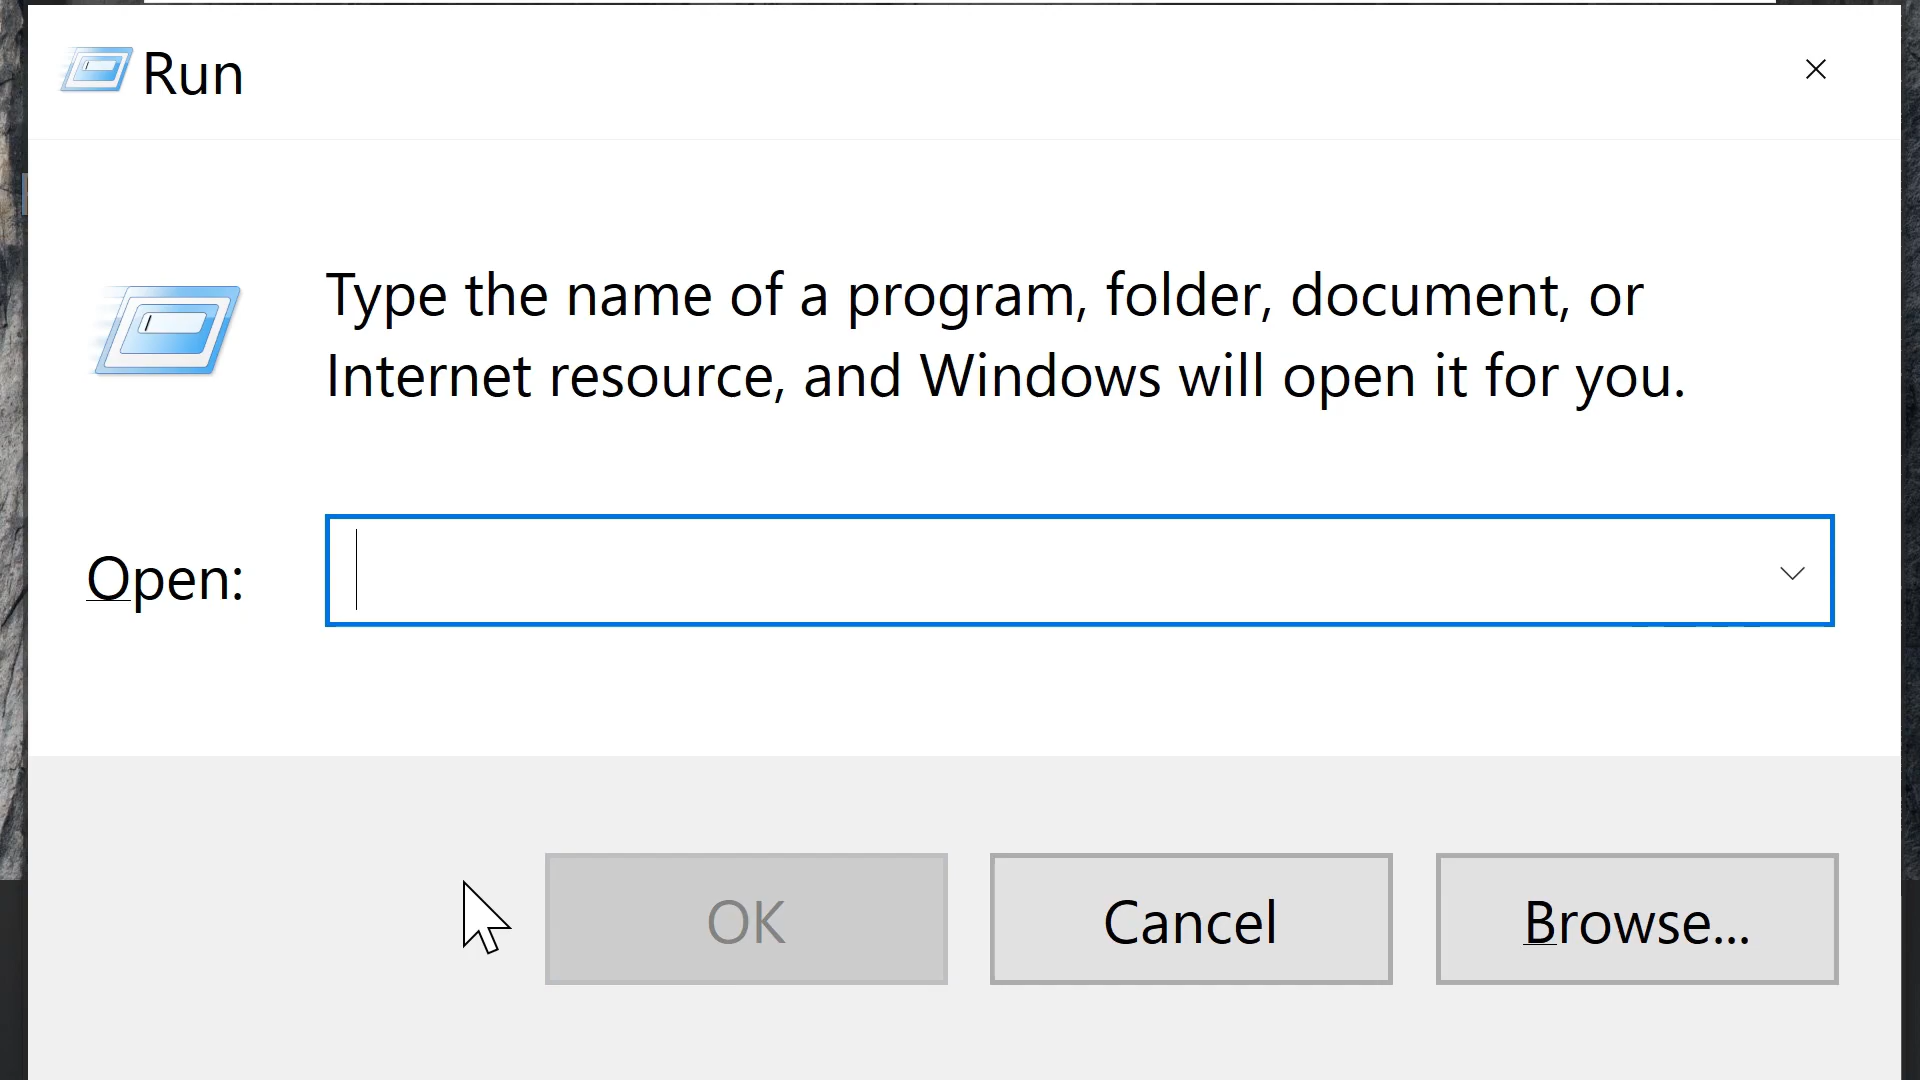 Run
Type the name of a program, folder, document, or
Internet resource, and Windows will open it for you.
Open:
OK
Cancel
Browse...